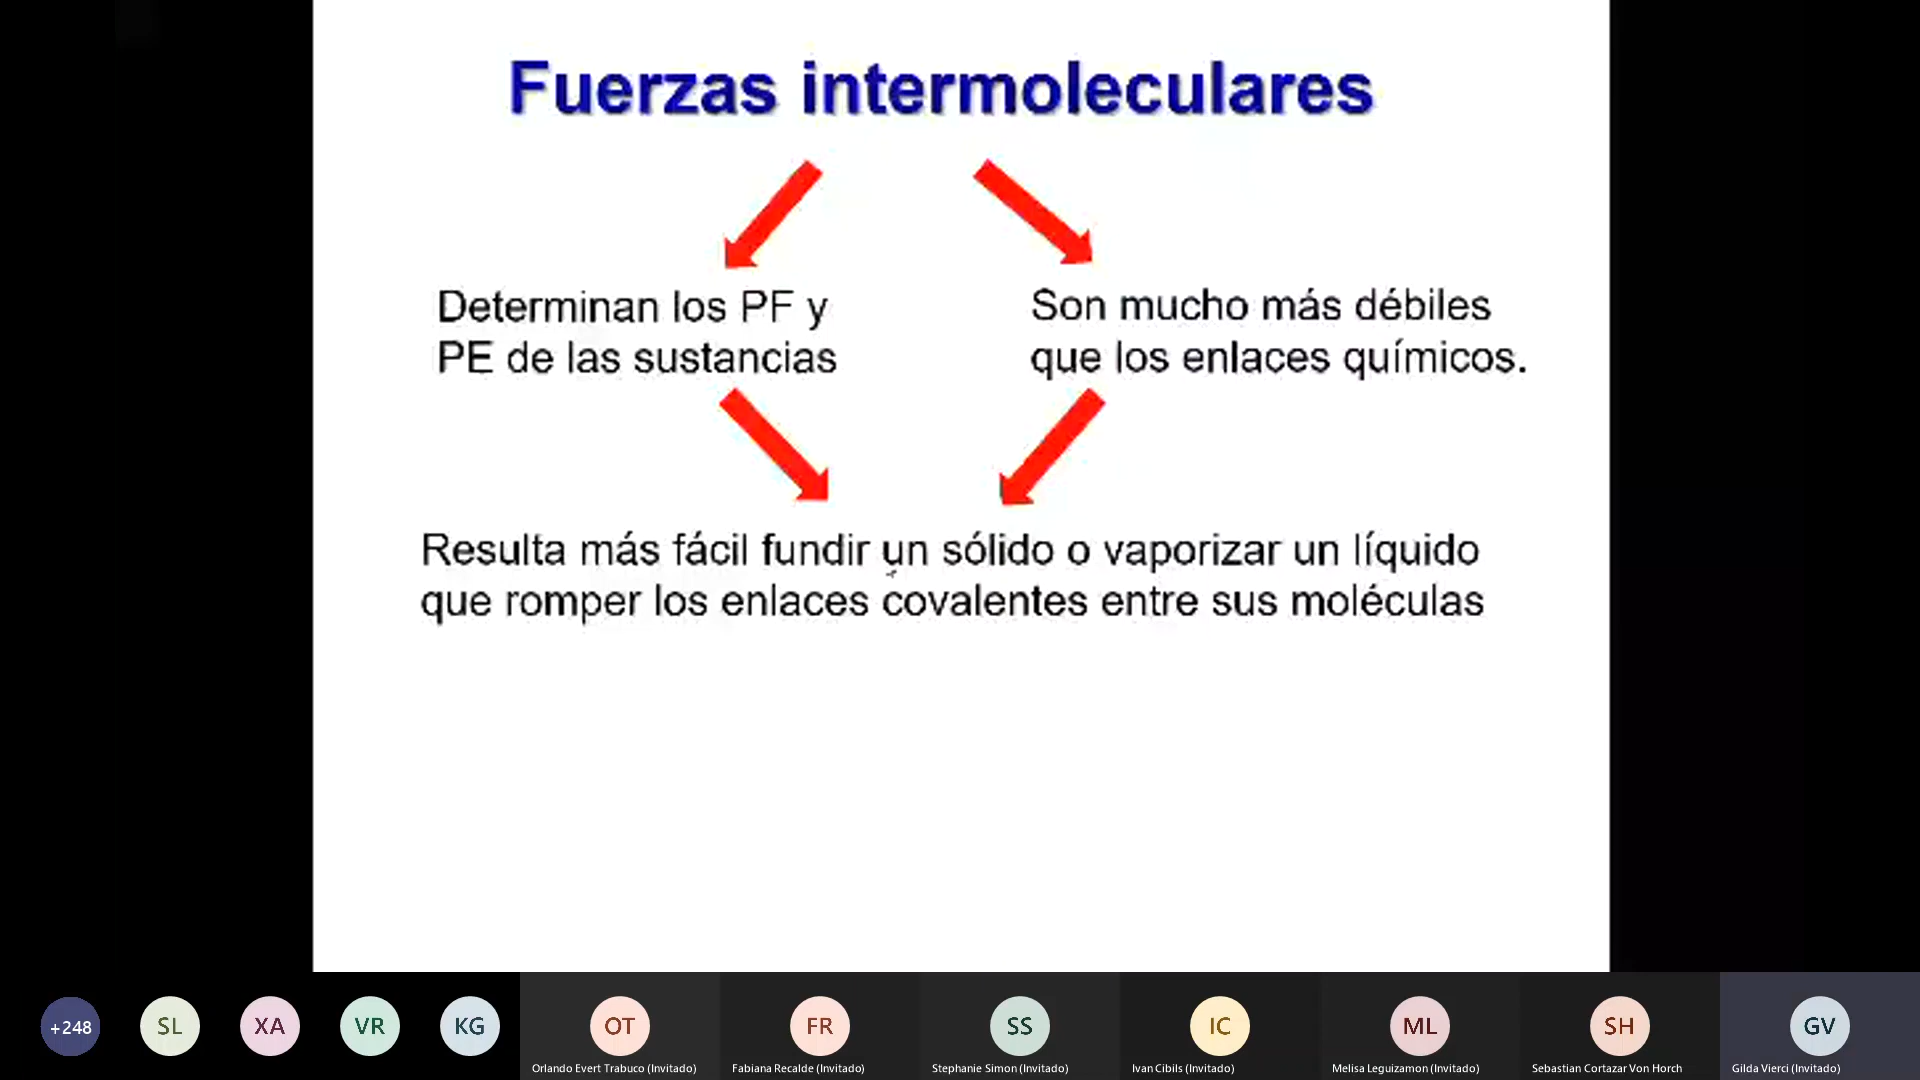 Fuerzas intermoleculares
Determinan los PF y
PE de las sustancias
Son mucho más débiles
que los enlaces químicos.
Resulta más fácil fundir un sólido o vaporizar un líquido
que romper los enlaces covalentes entre sus moléculas
+248
SL
XA
VR
KG
OT
FR
SS
IC
ML
SH
GV
Orlando Evert Trabuco (Invitado)
Fabiana Recalde (Invitado)
Stephanie Simon (Invitado)
Ivan Cibils (Invitado)
Melisa Leguizamon (Invitado)
Sebastian Cortazar Von Horch
Gilda Vierci (Invitado)